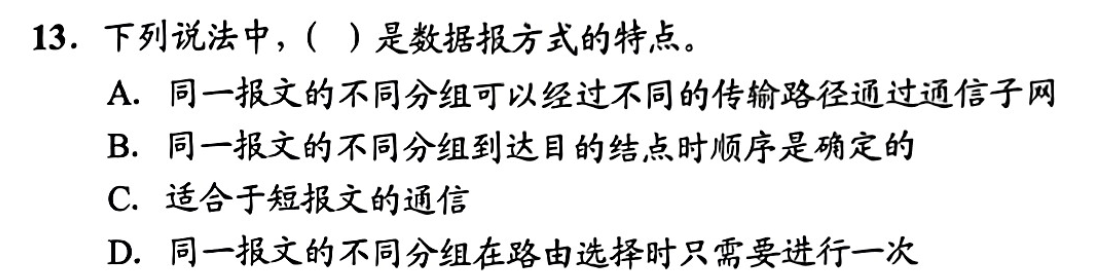 13. 下列说法中，(  ) 是数据报方式的特点。
A. 同一报文的不同分组可以经过不同的传输路径通过通信子网
B. 同一报文的不同分组到达目的结点时顺序是确定的
C. 适合于短报文的通信
D. 同一报文的不同分组在路由选择时只需要进行一次